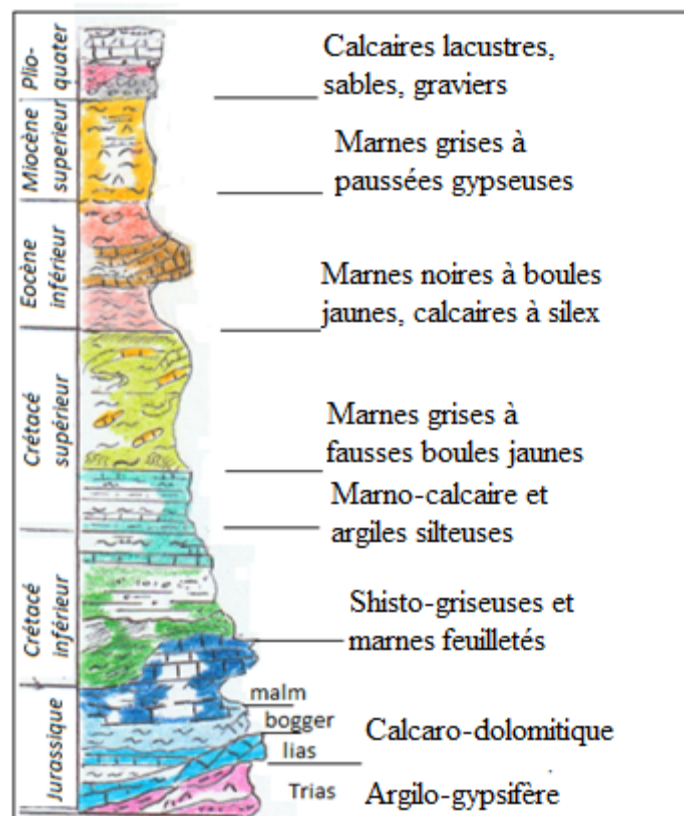 Plio-
quater
Calcaires lacustres,
sables, graviers
Miocène
superieur
Marnes grises à
paussées gypseuses
Eocène
inférieur
Marnes noires à boules
jaunes, calcaires à silex
Crétacé
supérieur
Marnes grises à
fausses boules jaunes
Marno-calcaire et
argiles silteuses
Crétacé
inférieur
Shisto-griseuses et
marnes feuilletés
Jurassique
malm
bogger
lias
Calcaro-dolomitique
Trias
Argilo-gypsifère